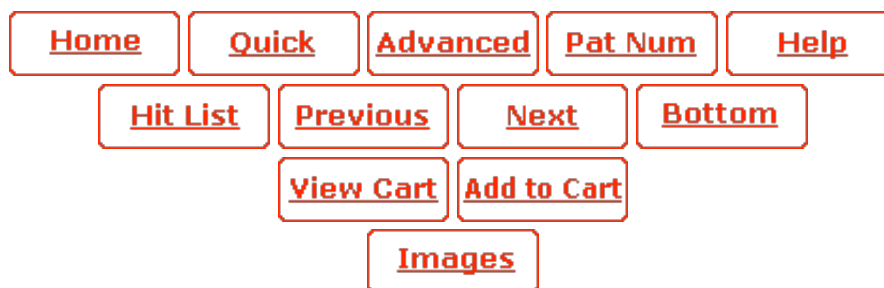 Home Quick Advanced Pat Num Help
Hit List Previous Next Bottom
View Cart Add to Cart
Images